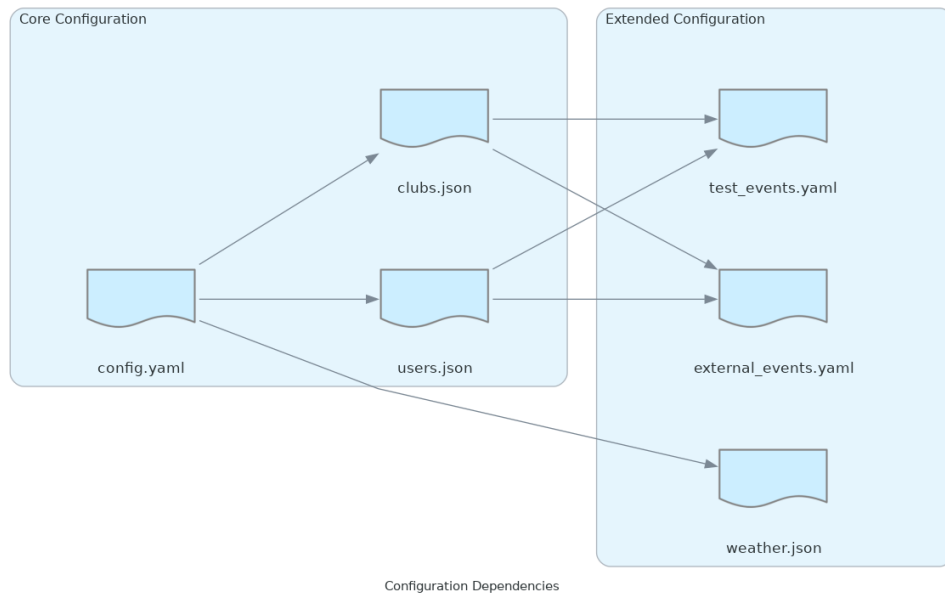 Core Configuration
Extended Configuration
clubs.json
test_events.yaml
config.yaml
users.json
external_events.yaml
weather.json
Configuration Dependencies